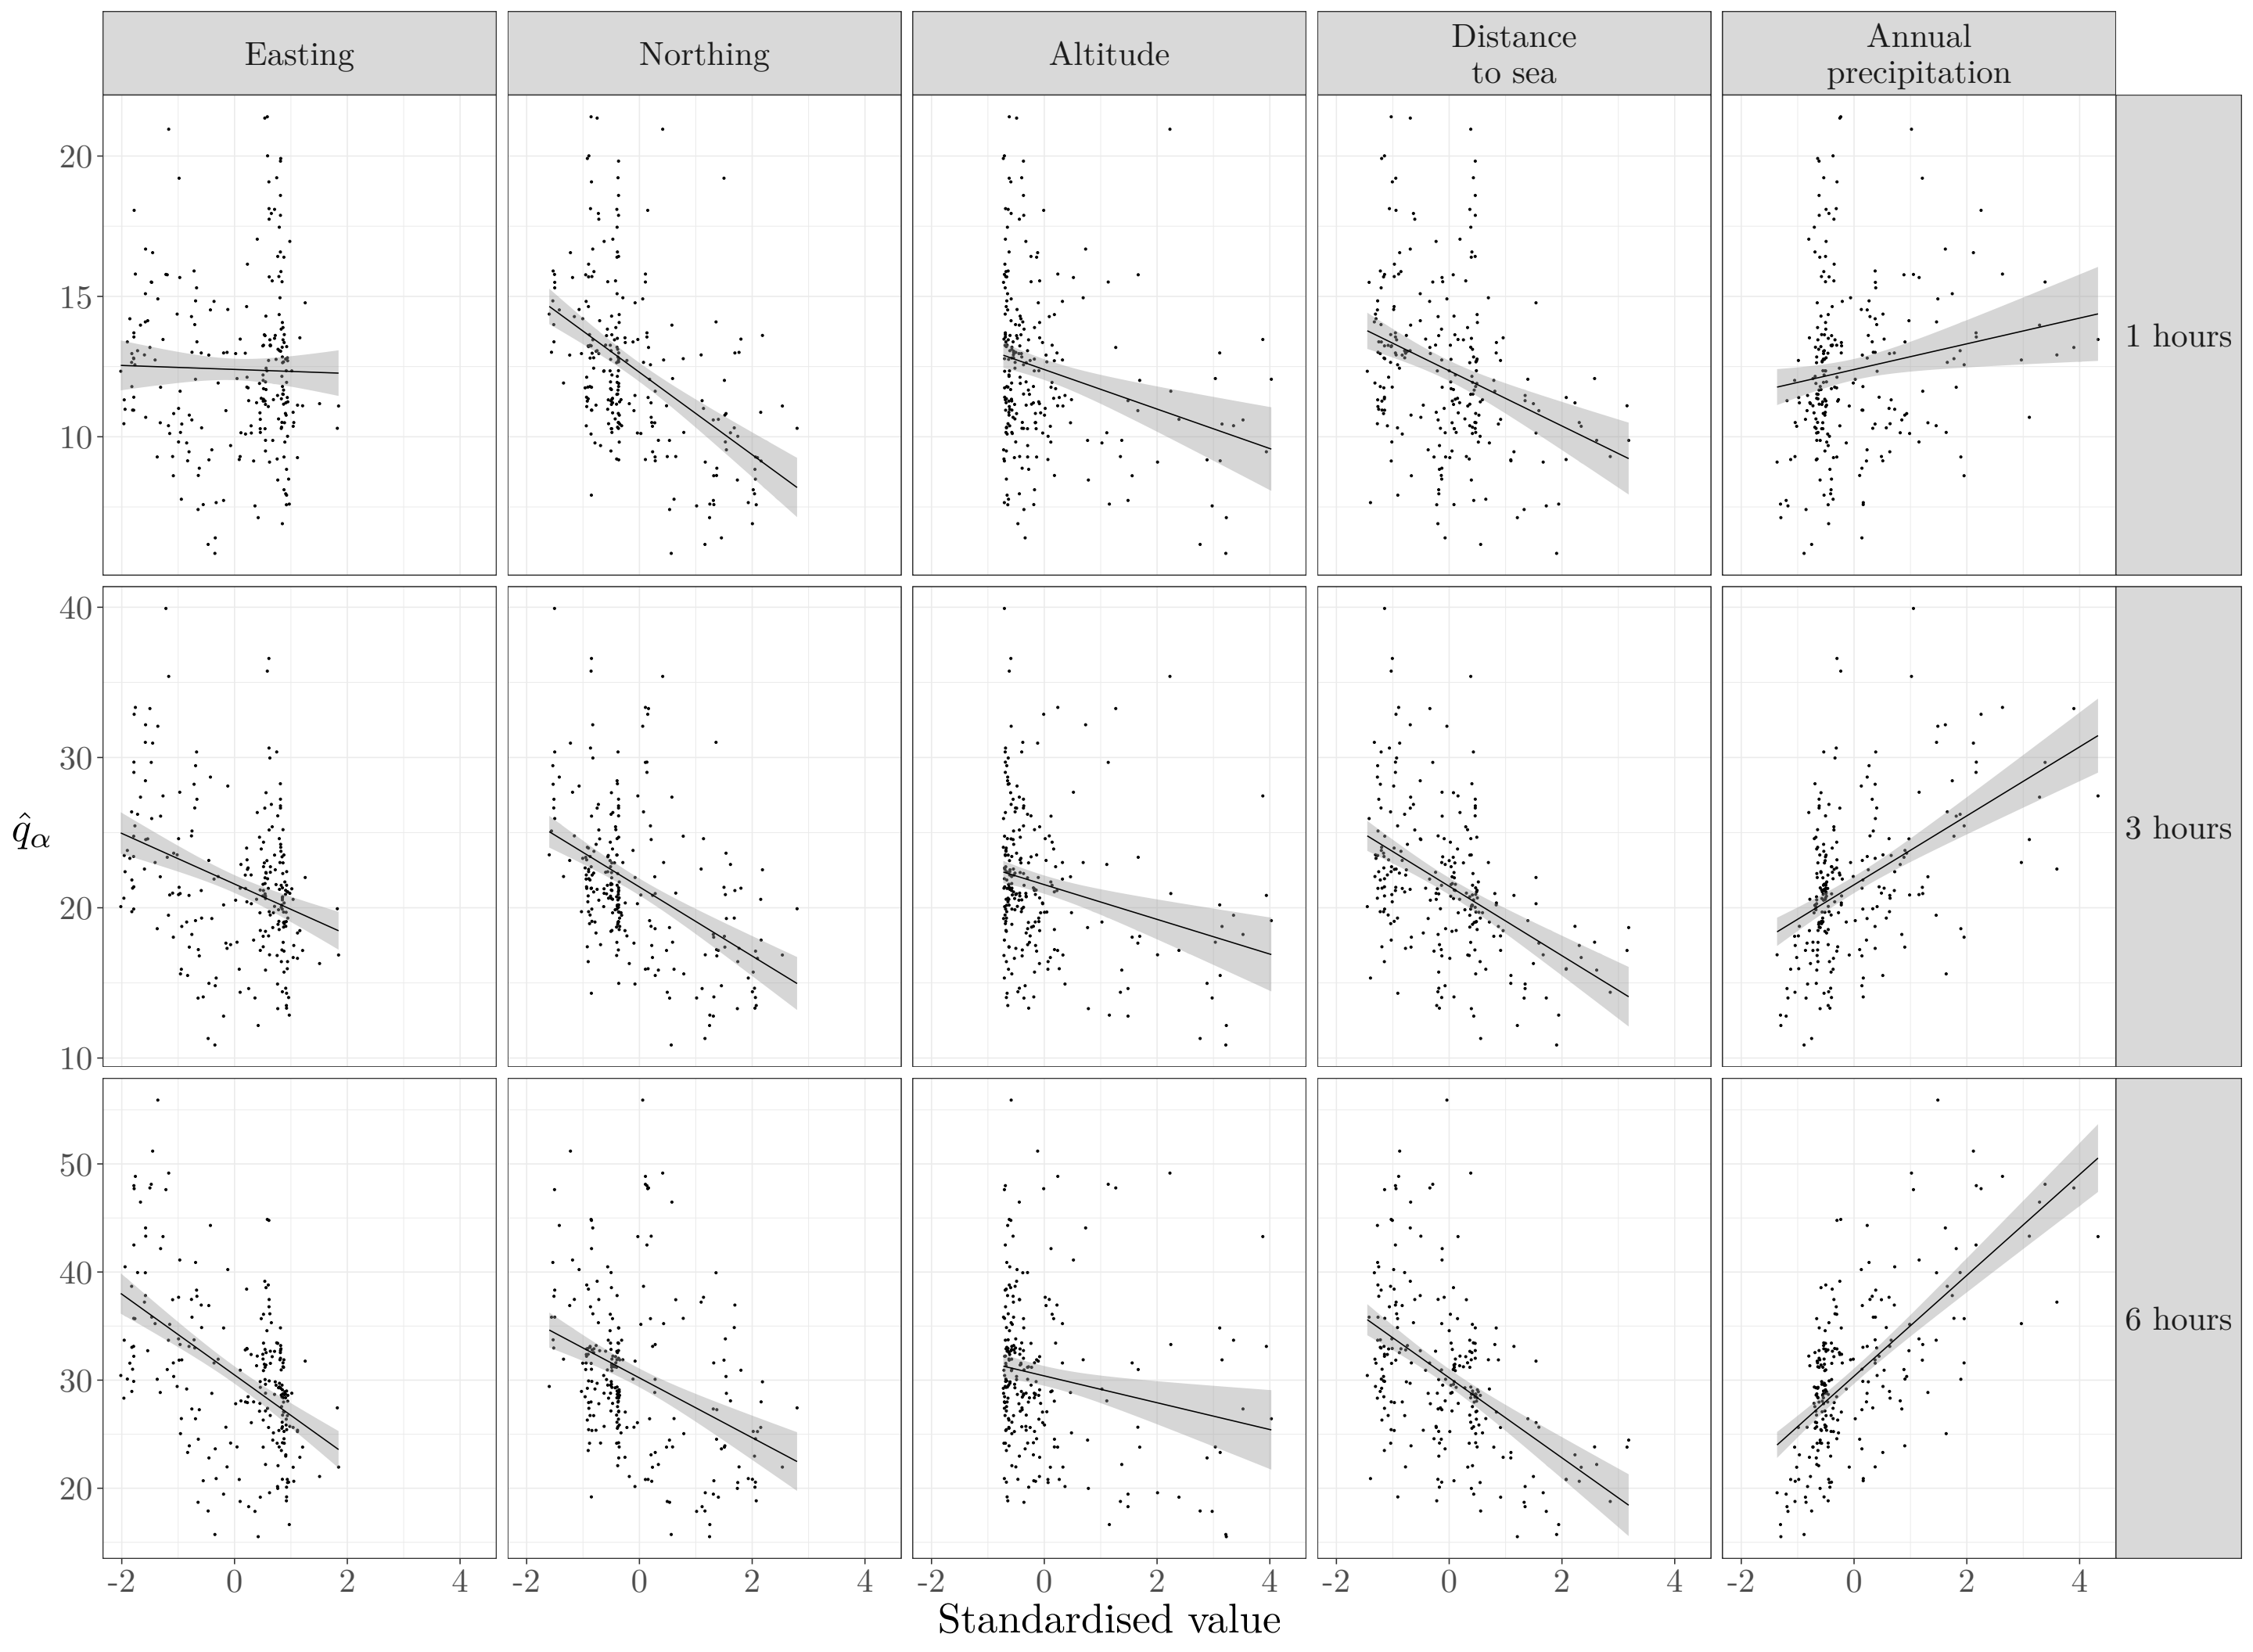 Easting
Northing
Altitude
Distance
to sea
Annual
precipitation
20
15
10
1 hours
40
30
20
10
3 hours
q̂α
50
40
30
20
6 hours
-2 0 2 4
-2 0 2 4
-2 0 2 4
-2 0 2 4
-2 0 2 4
Standardised value